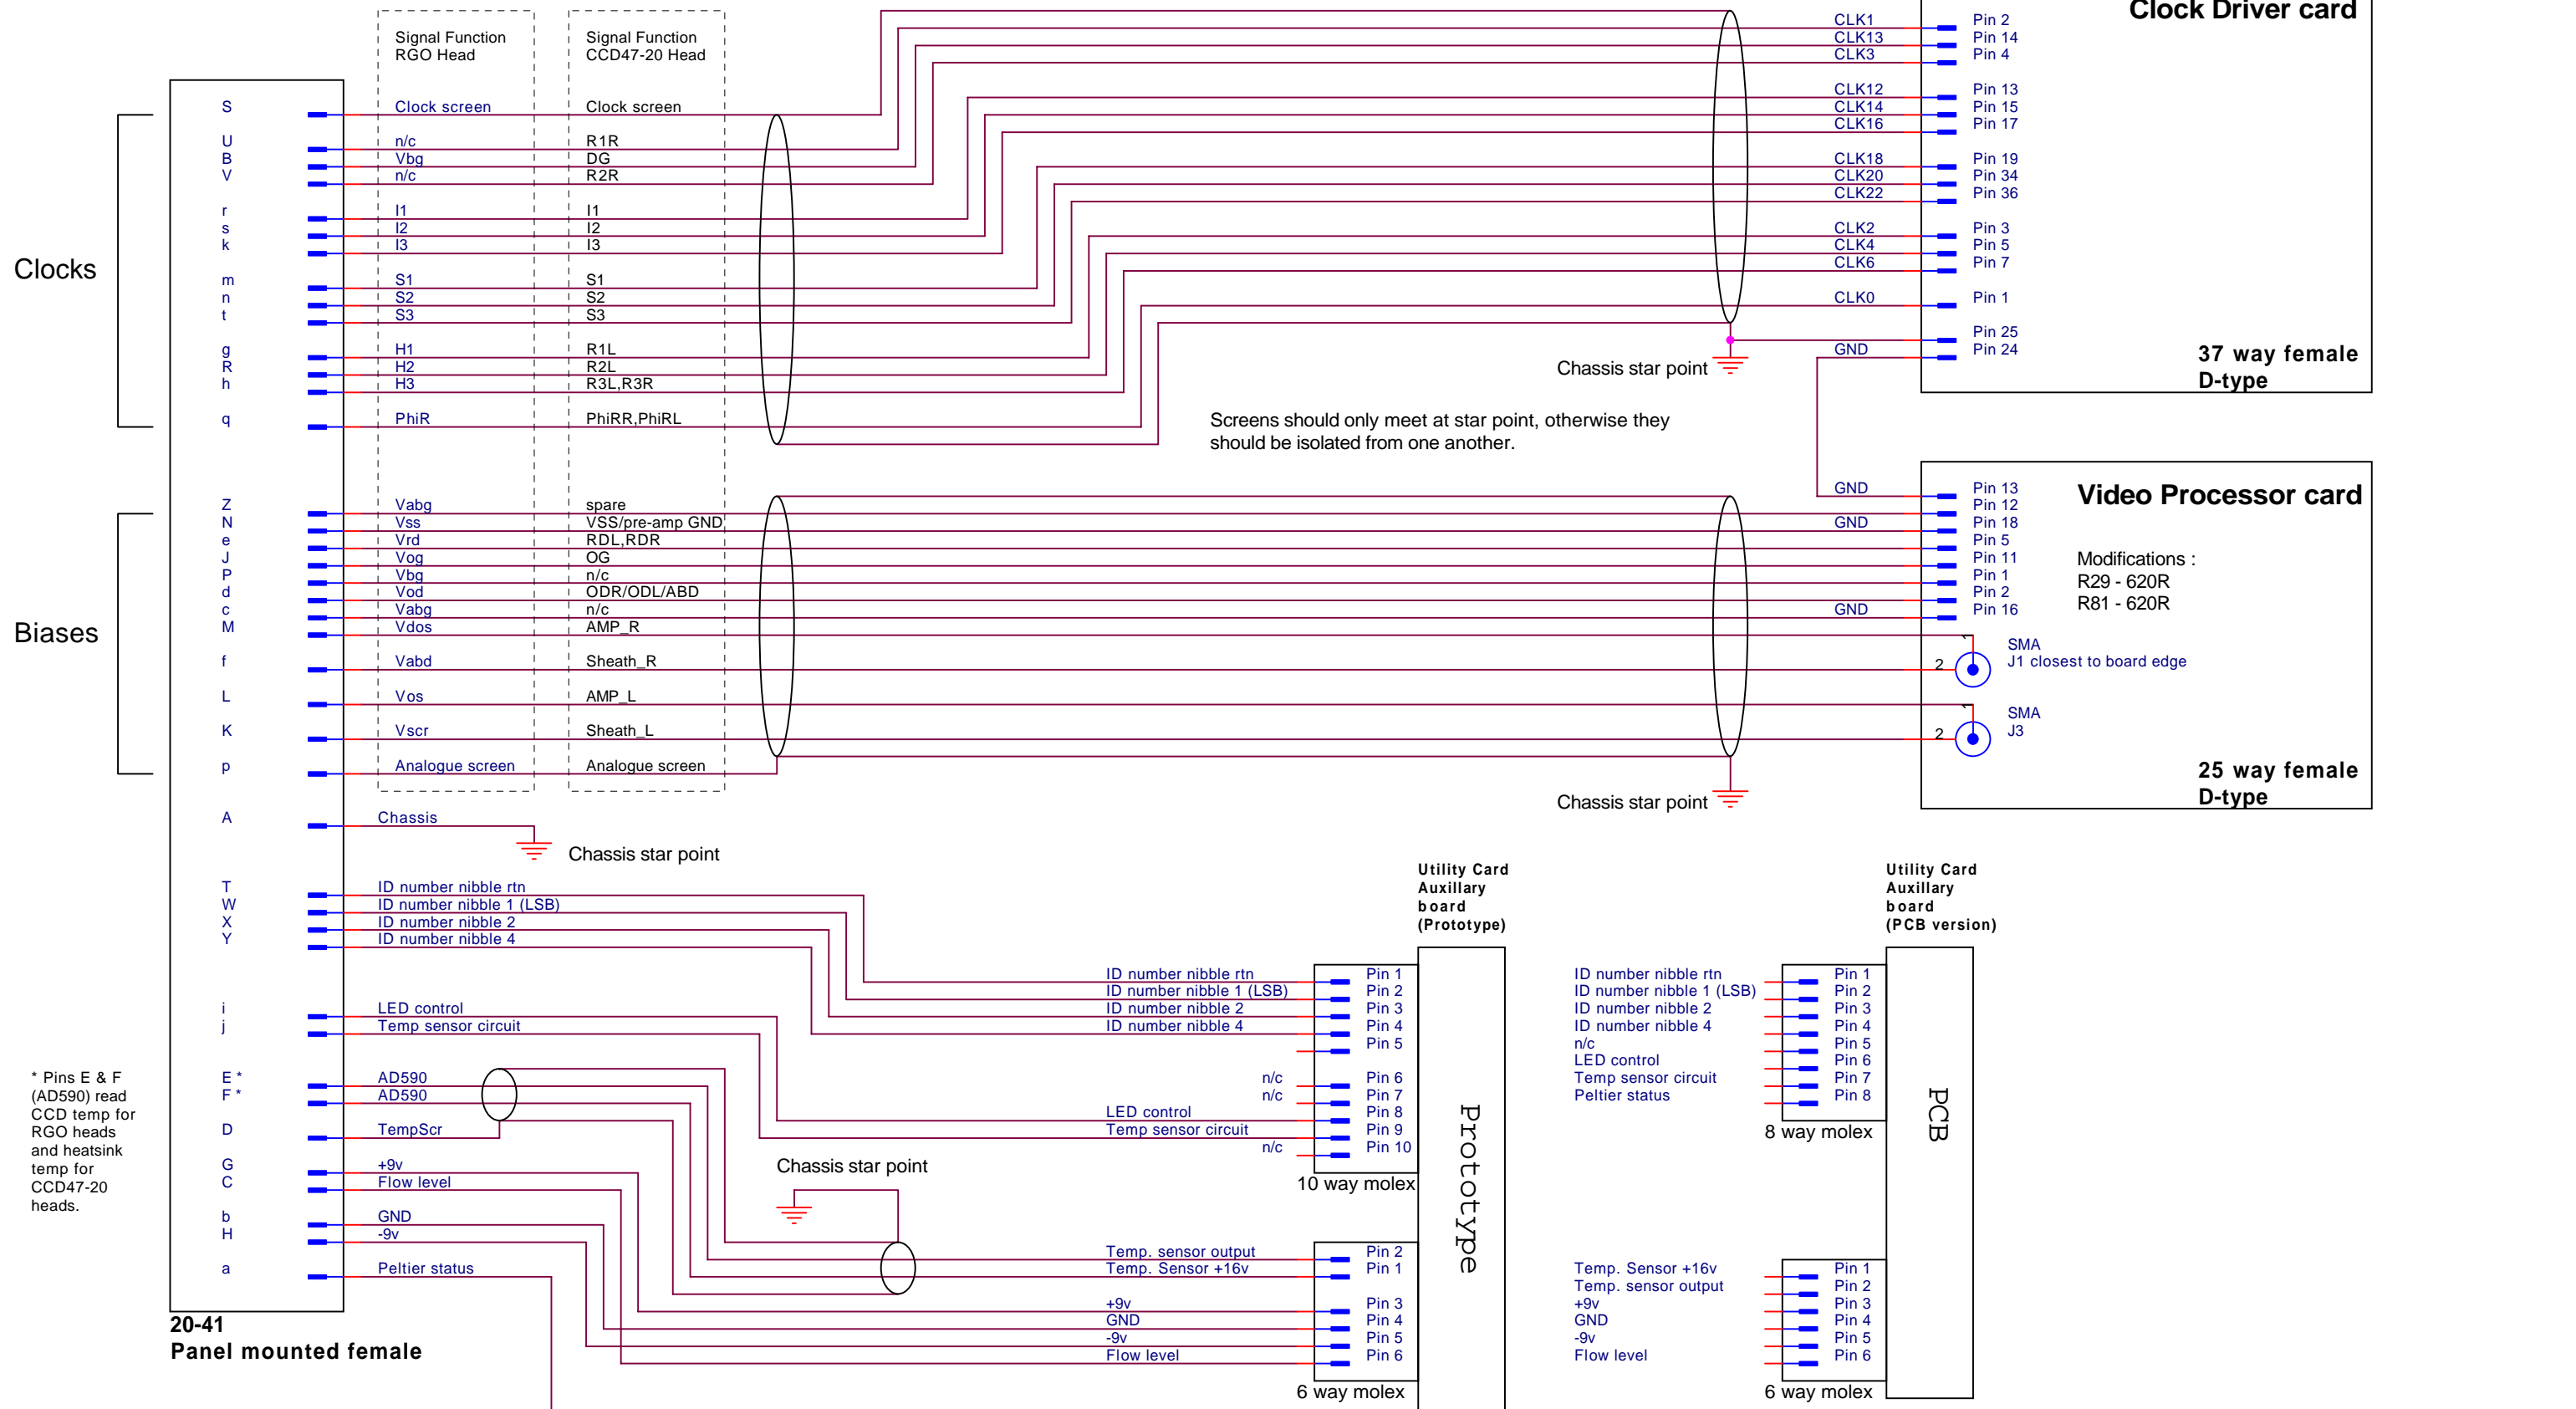 Clock Driver card
Signal Function
RGO Head
Signal Function
CCD47-20 Head
S
Clock screen
Clock screen
U
n/c
R1R
B
Vbg
DG
V
n/c
R2R
r
I1
I1
s
I2
I2
k
I3
I3
m
S1
S1
n
S2
S2
t
S3
S3
g
H1
R1L
R
H2
R2L
h
H3
R3L,R3R
q
PhiR
PhiRR,PhiRL
Clocks
CLK1
Pin 2
CLK13
Pin 14
CLK3
Pin 4
CLK12
Pin 13
CLK14
Pin 15
CLK16
Pin 17
CLK18
Pin 19
CLK20
Pin 34
CLK22
Pin 36
CLK2
Pin 3
CLK4
Pin 5
CLK6
Pin 7
CLK0
Pin 1
Pin 25
GND
Pin 24
Chassis star point
37 way female
D-type
Screens should only meet at star point, otherwise they
should be isolated from one another.
Biases
Z
Vabg
spare
N
Vss
VSS/pre-amp GND
e
Vrd
RDL,RDR
J
Vog
OG
P
Vbg
n/c
d
Vod
ODR/ODL/ABD
c
Vabg
n/c
M
Vdos
AMP_R
f
Vabd
Sheath_R
L
Vos
AMP_L
K
Vscr
Sheath_L
p
Analogue screen
Analogue screen
GND
Pin 13
Pin 12
GND
Pin 18
Pin 5
Pin 11
Pin 1
Pin 2
GND
Pin 16
Video Processor card
Modifications :
R29 - 620R
R81 - 620R
2
SMA
J1 closest to board edge
2
SMA
J3
25 way female
D-type
Chassis star point
A
Chassis
Chassis star point
T
ID number nibble rtn
W
ID number nibble 1 (LSB)
X
ID number nibble 2
Y
ID number nibble 4
i
LED control
j
Temp sensor circuit
E *
AD590
F *
AD590
D
TempScr
G
+9v
C
Flow level
b
GND
H
-9v
a
Peltier status
* Pins E & F
(AD590) read
CCD temp for
RGO heads
and heatsink
temp for
CCD47-20
heads.
20-41
Panel mounted female
Chassis star point
Utility Card
Auxillary
board
(Prototype)
ID number nibble rtn
Pin 1
ID number nibble 1 (LSB)
Pin 2
ID number nibble 2
Pin 3
ID number nibble 4
Pin 4
Pin 5
n/c
Pin 6
n/c
Pin 7
LED control
Pin 8
Temp sensor circuit
Pin 9
n/c
Pin 10
10 way molex
Prototype
Temp. sensor output
Pin 2
Temp. Sensor +16v
Pin 1
+9v
Pin 3
GND
Pin 4
-9v
Pin 5
Flow level
Pin 6
6 way molex
Utility Card
Auxillary
board
(PCB version)
ID number nibble rtn
Pin 1
ID number nibble 1 (LSB)
Pin 2
ID number nibble 2
Pin 3
ID number nibble 4
Pin 4
n/c
Pin 5
LED control
Pin 6
Temp sensor circuit
Pin 7
Peltier status
Pin 8
8 way molex
PCB
Temp. Sensor +16v
Pin 1
Temp. sensor output
Pin 2
+9v
Pin 3
GND
Pin 4
-9v
Pin 5
Flow level
Pin 6
6 way molex